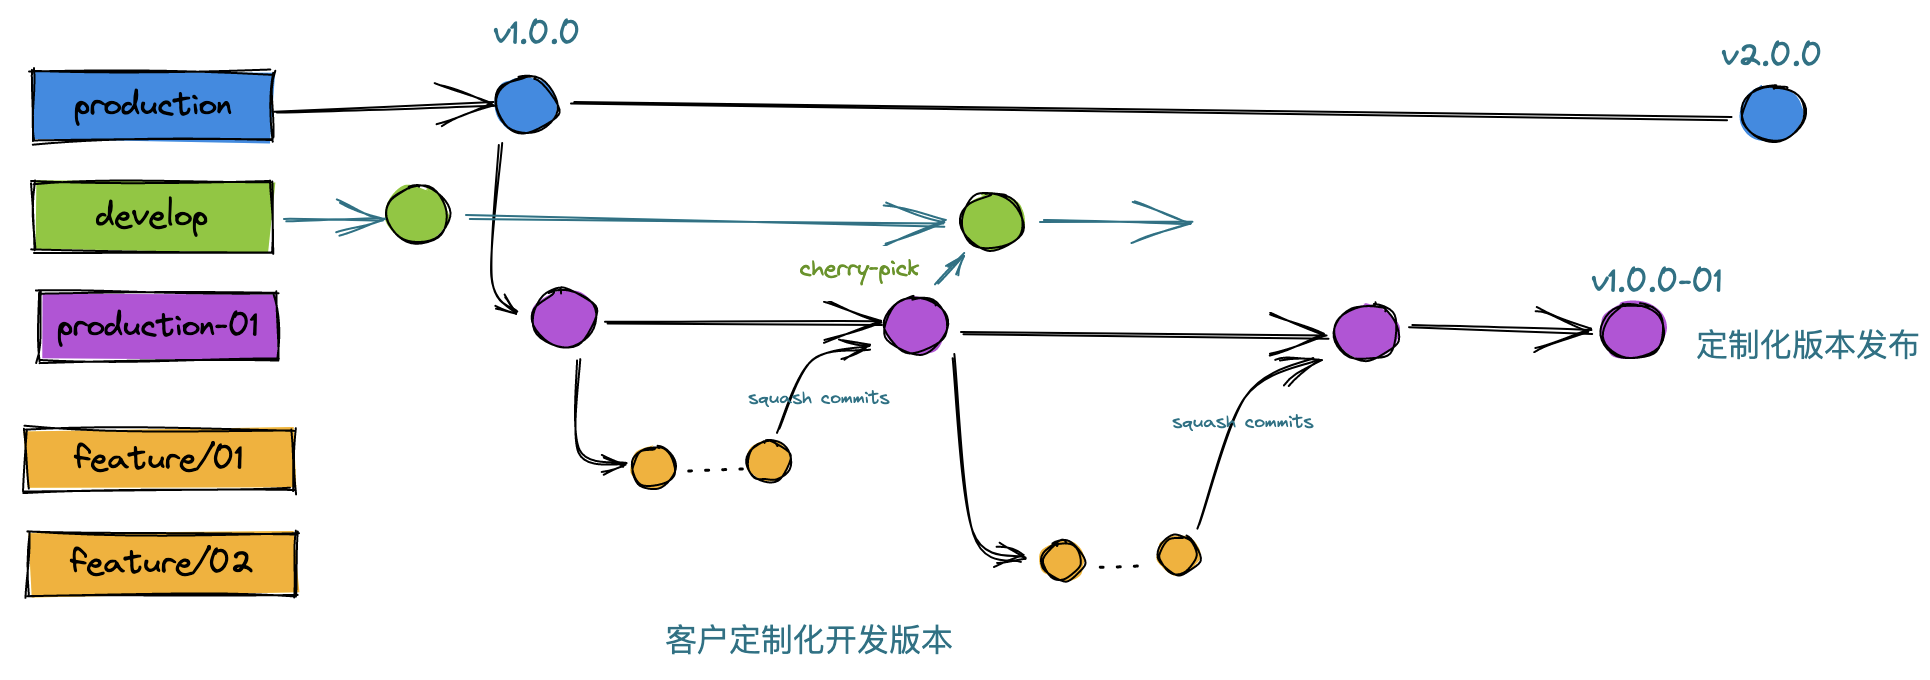 v1.0.0
v2.0.0
production
develop
cherry-pick
v1.0.0-01
production-01
定制化版本发布
squash commits
squash commits
feature/01
feature/02
客户定制化开发版本